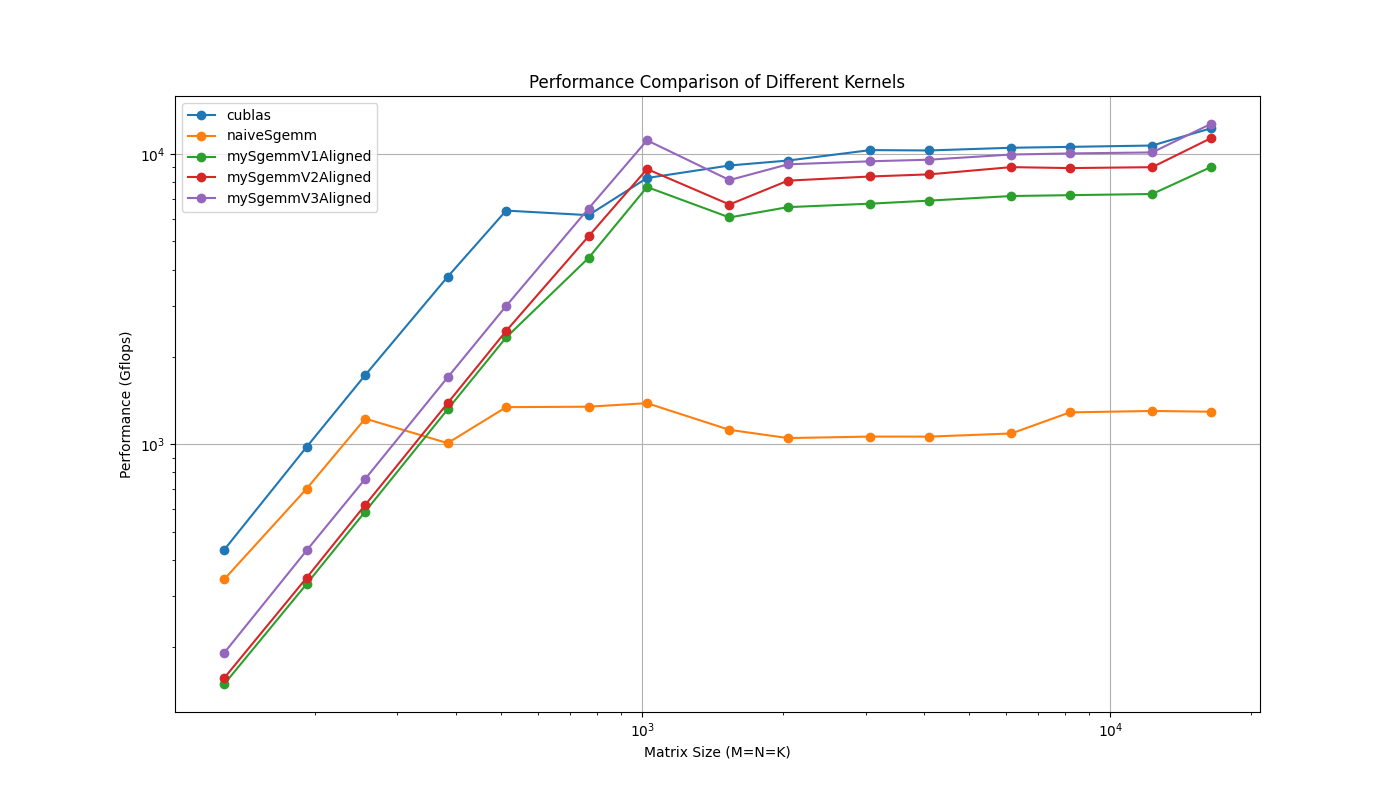 Performance Comparison of Different Kernels
cublas
naiveSgemm
mySgemmV1Aligned
mySgemmV2Aligned
mySgemmV3Aligned
Performance (Gflops)
10⁴
10³
10³
10⁴
Matrix Size (M=N=K)